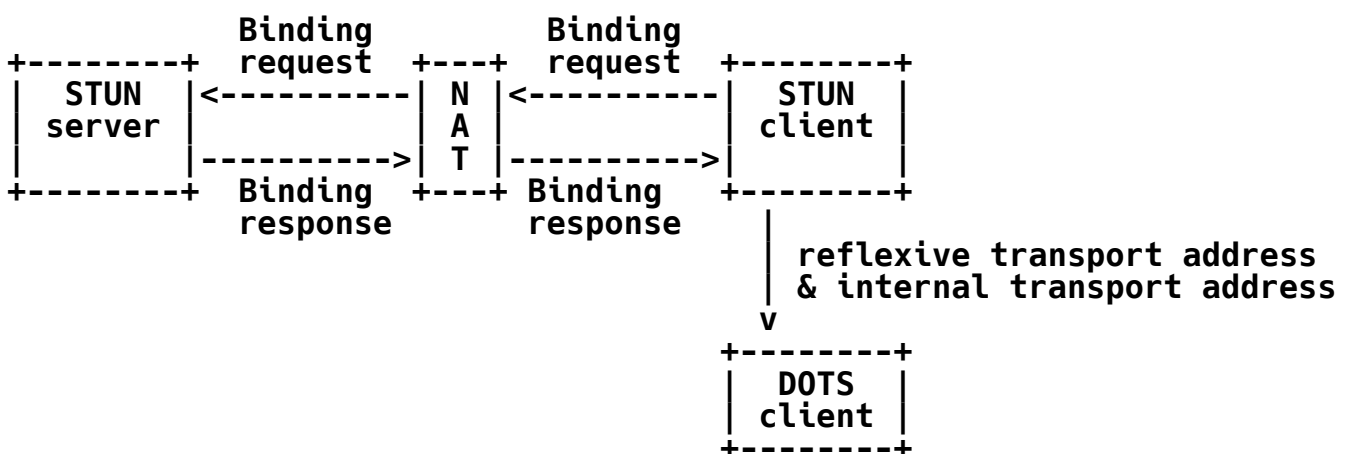 Binding          Binding
+--------+  request  +---+  request  +--------+
|  STUN  |<----------| N |<----------|  STUN  |
| server |           | A |           | client |
|        |---------->| T |---------->|        |
+--------+  Binding  +---+ Binding   +--------+
            response       response    |
                                       | reflexive transport address
                                       | & internal transport address
                                       v
                                     +--------+
                                     |  DOTS  |
                                     | client |
                                     +--------+